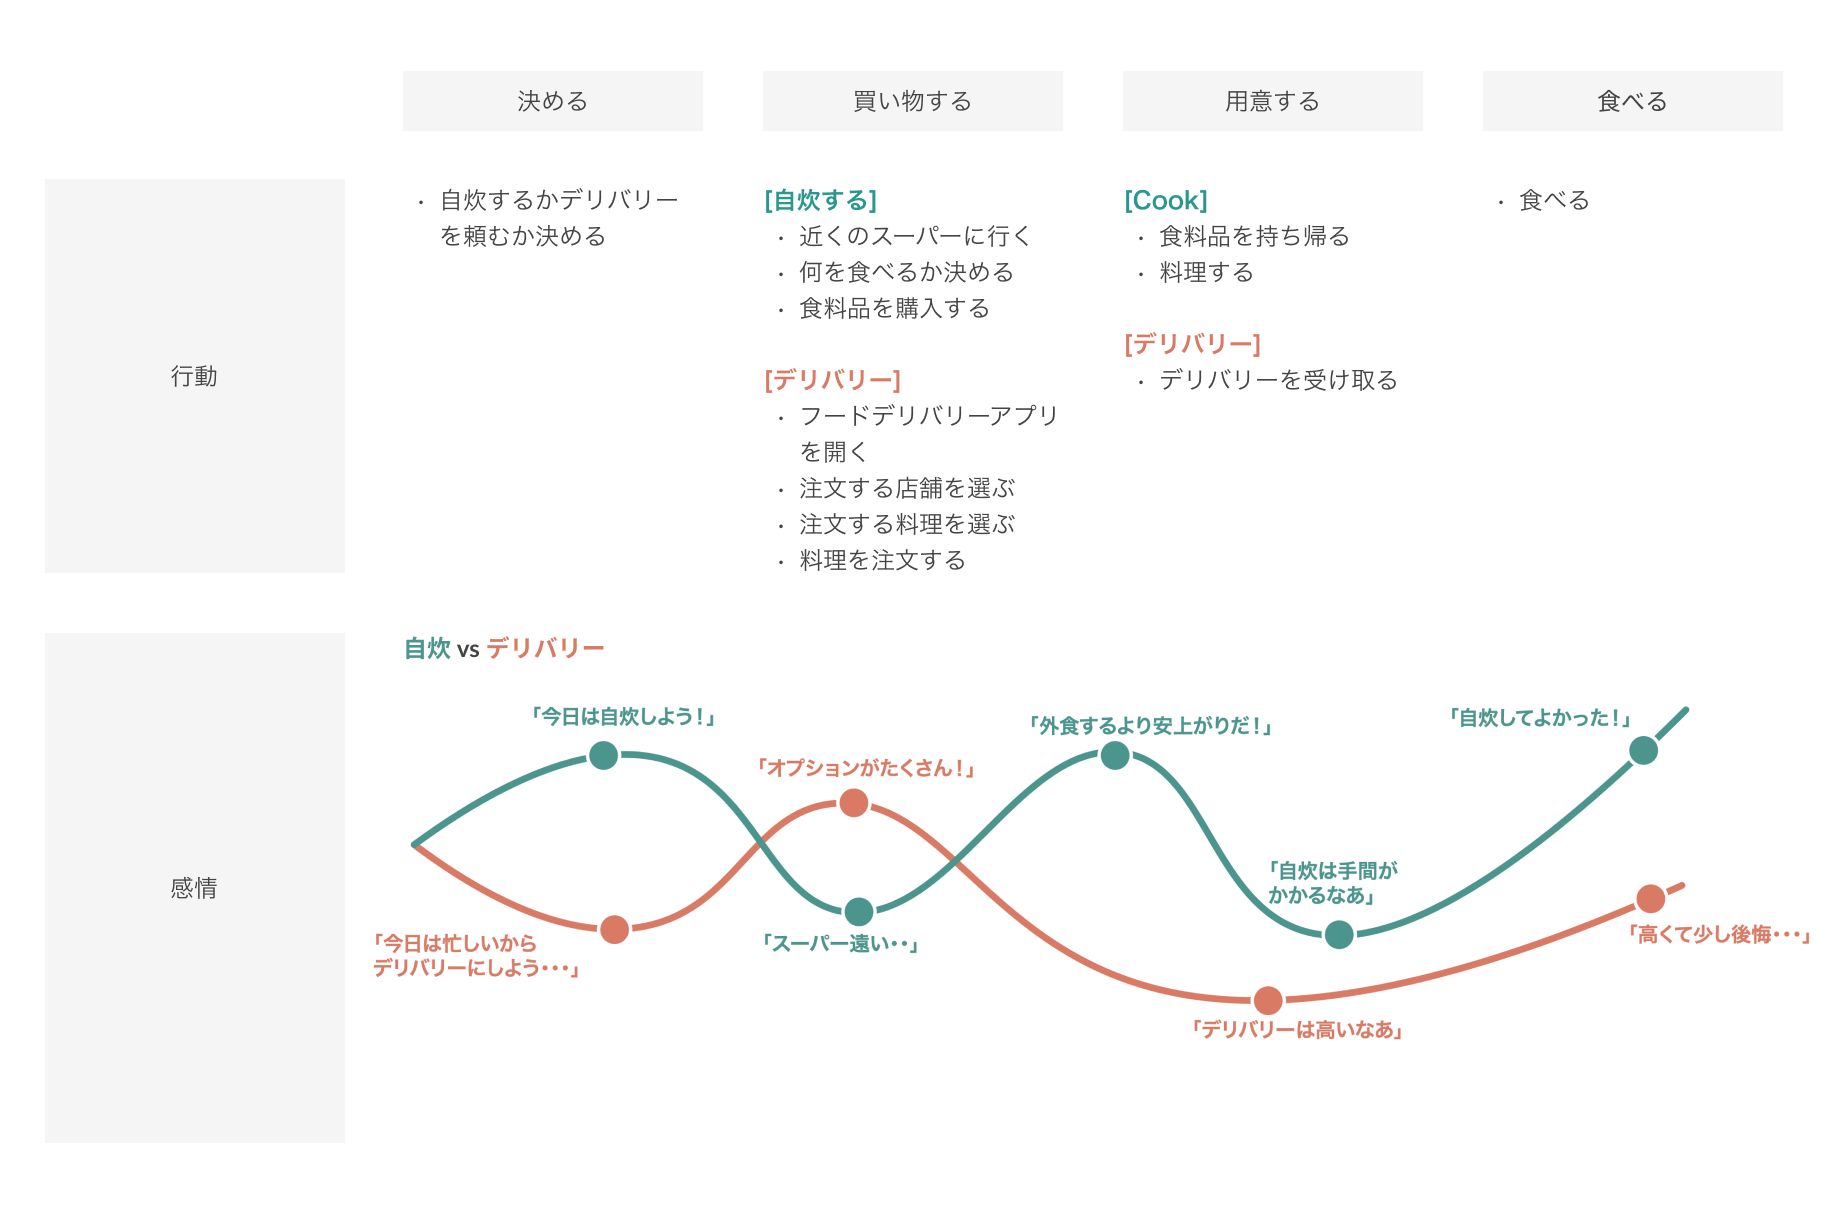 決める
買い物する
用意する
食べる
行動
・ 自炊するかデリバリー
を頼むか決める
[自炊する]
・ 近くのスーパーに行く
・ 何を食べるか決める
・ 食料品を購入する
[デリバリー]
・ フードデリバリーアプリ
を開く
・ 注文する店舗を選ぶ
・ 注文する料理を選ぶ
・ 料理を注文する
[Cook]
・ 食料品を持ち帰る
・ 料理する
[デリバリー]
・ デリバリーを受け取る
・ 食べる
感情
自炊 vs デリバリー
「今日は自炊しよう！」
「オプションがたくさん！」
「外食するより安上がりだ！」
「自炊してよかった！」
「今日は忙しいから
デリバリーにしよう・・・」
「スーパー遠い・・」
「自炊は手間が
かかるなあ」
「デリバリーは高いなあ」
「高くて少し後悔・・・」